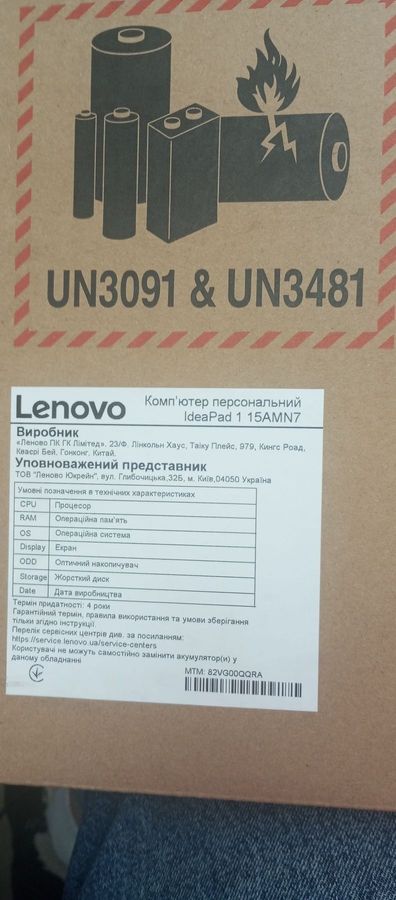 UN3091 & UN3481
Lenovo
Комп'ютер персональний
IdeaPad 1 15AMN7
Виробник
«Леново ПК ГК Лімітед». 23/Ф. Лінкольн Хаус, Таіку Плейс, 979, Кингс Роад,
Кваррі Бей. Гонконг, Китай.
Уповноважений представник
ТОВ "Леново Юкрейн", вул. Глибочицька,32Б, м. Київ,04050 Україна
Умовні позначення в технічних характеристиках
CPU Процесор
RAM Операційна пам'ять
OS Операційна система
Display Екран
ODD Оптичний накопичувач
Storage Жорсткий диск
Date Дата виробництва
Термін придатності: 4 роки
Гарантійний термін, правила використання та умови зберігання
тільки згідно інструкції
Перелік сервісних центрів див. за посиланням:
https://service.lenovo.ua/service-centers
Користувачі не можуть самостійно замінити акумулятор(и) у
даному обладнанні
MTM: 82VG00QQRA